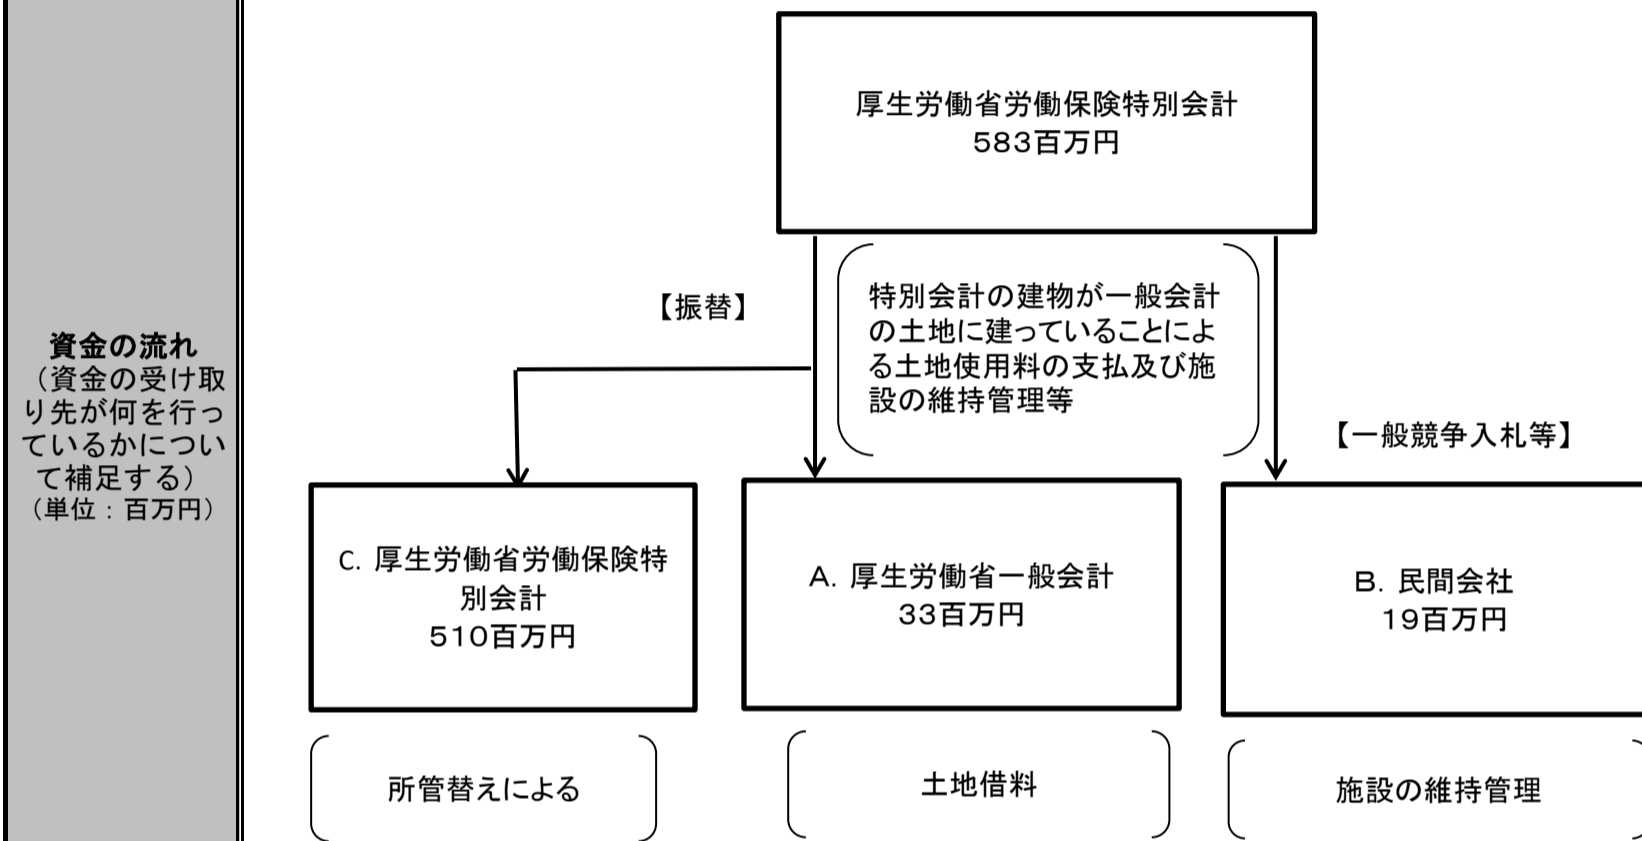 資金の流れ
（資金の受け取
り先が何を行っ
ているかについ
て補足する）
（単位：百万円）
厚生労働省労働保険特別会計
583百万円
【振替】
特別会計の建物が一般会計
の土地に建っていることによ
る土地使用料の支払及び施
設の維持管理等
【一般競争入札等】
C．厚生労働省労働保険特
別会計
510百万円
A．厚生労働省一般会計
33百万円
B．民間会社
19百万円
所管替えによる
土地借料
施設の維持管理